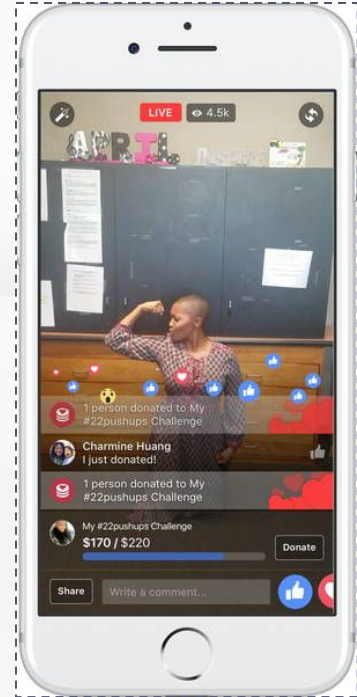 LIVE
4.5k
APRIL
1 person donated to My
#22pushups Challenge
Charmine Huang
I just donated!
1 person donated to My
#22pushups Challenge
My #22pushups Challenge
$170 / $220
Donate
Share
Write a comment...